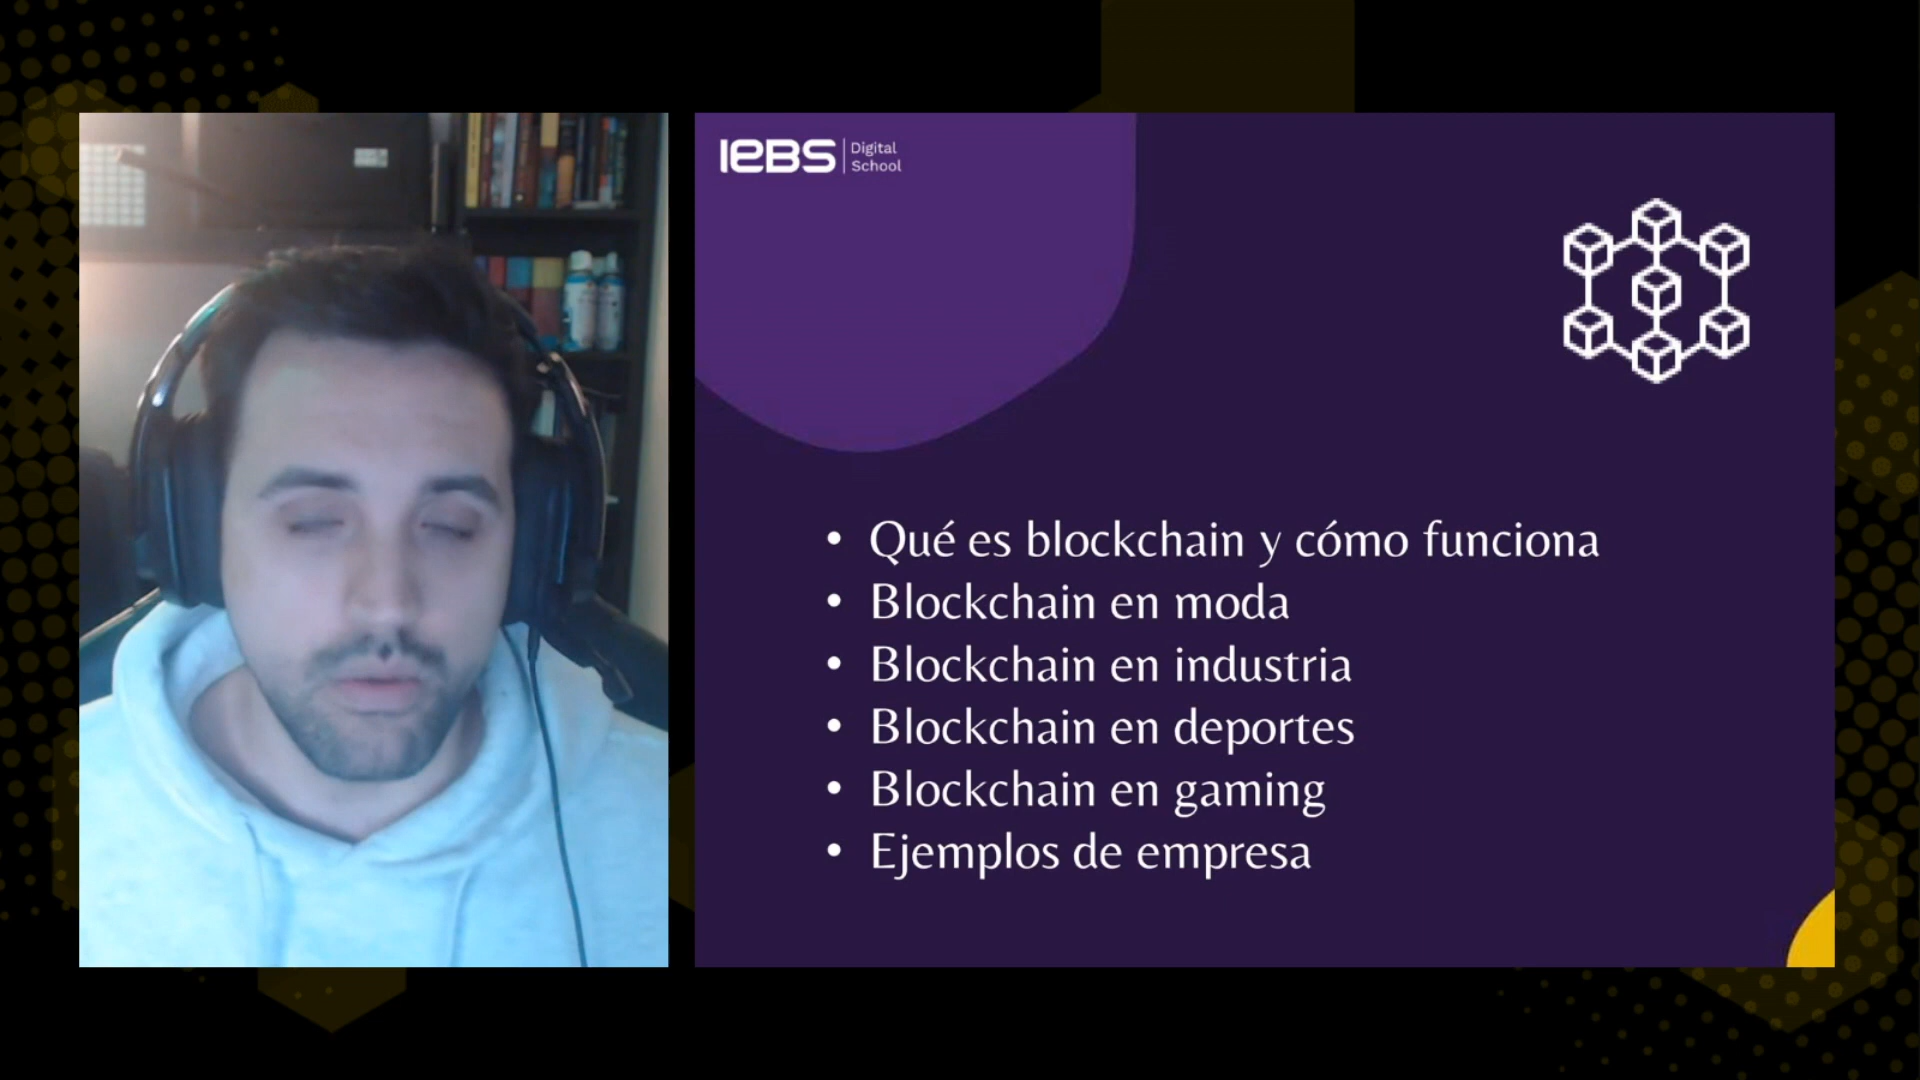 IEBS
Digital
School
• Qué es blockchain y cómo funciona
• Blockchain en moda
• Blockchain en industria
• Blockchain en deportes
• Blockchain en gaming
• Ejemplos de empresa